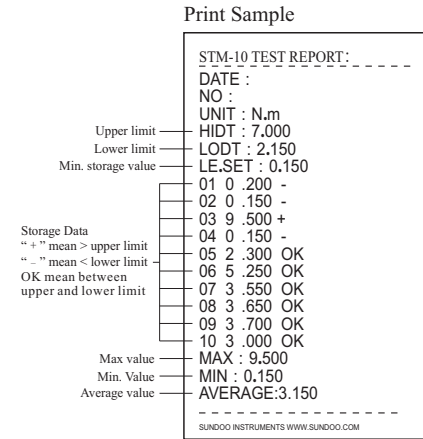 Print Sample
STM-10 TEST REPORT:
DATE :
NO :
UNIT : N.m
Upper limit HIDT : 7.000
Lower limit LODT : 2.150
Min. storage value LE.SET : 0.150
01 0 .200 -
02 0 .150 -
03 9 .500 +
04 0 .150 -
05 2 .300 OK
06 5 .250 OK
07 3 .550 OK
08 3 .650 OK
09 3 .700 OK
10 3 .000 OK
Storage Data
“ + ” mean > upper limit
“ – ” mean < lower limit
OK mean between
upper and lower limit
Max value MAX : 9.500
Min. Value MIN : 0.150
Average value AVERAGE:3.150
SUNDOO INSTRUMENTS WWW.SUNDOO.COM